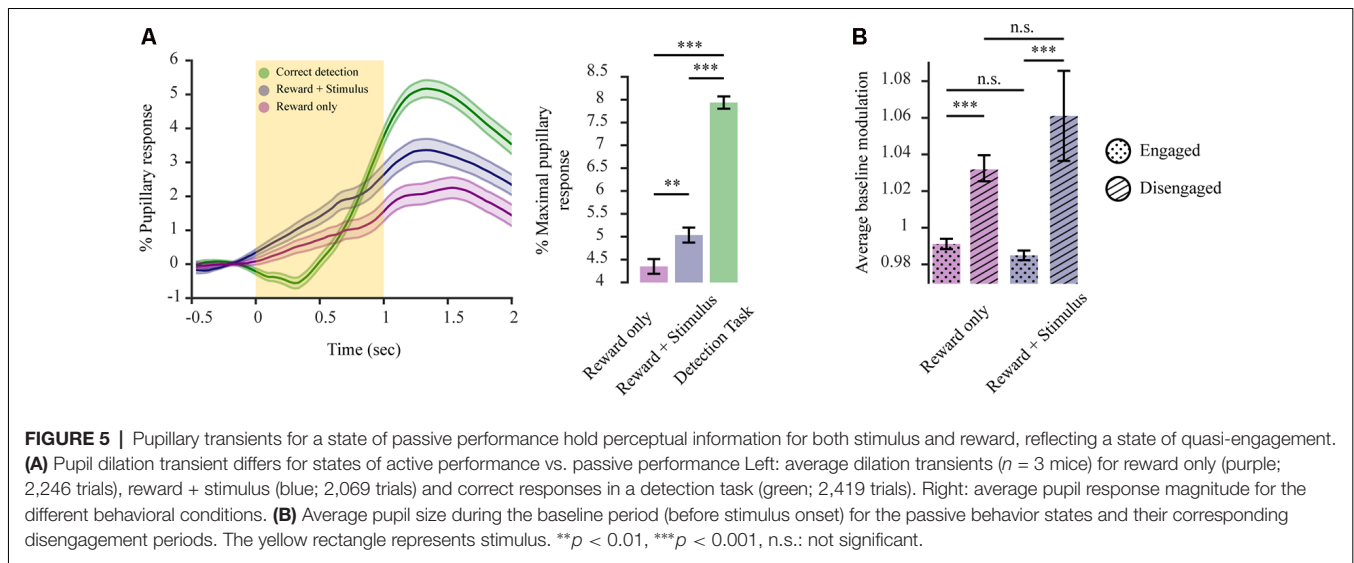 A
6
5
4
3
2
1
0
-1
% Pupillary response
Correct detection
Reward + Stimulus
Reward only
-0.5
0
0.5
1
1.5
2
Time (sec)
***
***
**
8.5
8
7.5
7
6.5
6
5.5
5
4.5
4
% Maximal pupillary
response
Reward only
Reward + Stimulus
Detection Task
B
n.s.
***
n.s.
***
1.08
1.06
1.04
1.02
1
0.98
Average baseline modulation
Reward only
Reward + Stimulus
Engaged
Disengaged
FIGURE 5 | Pupillary transients for a state of passive performance hold perceptual information for both stimulus and reward, reflecting a state of quasi-engagement.
(A) Pupil dilation transient differs for states of active performance vs. passive performance Left: average dilation transients (n = 3 mice) for reward only (purple;
2,246 trials), reward + stimulus (blue; 2,069 trials) and correct responses in a detection task (green; 2,419 trials). Right: average pupil response magnitude for the
different behavioral conditions. (B) Average pupil size during the baseline period (before stimulus onset) for the passive behavior states and their corresponding
disengagement periods. The yellow rectangle represents stimulus. **p < 0.01, ***p < 0.001, n.s.: not significant.